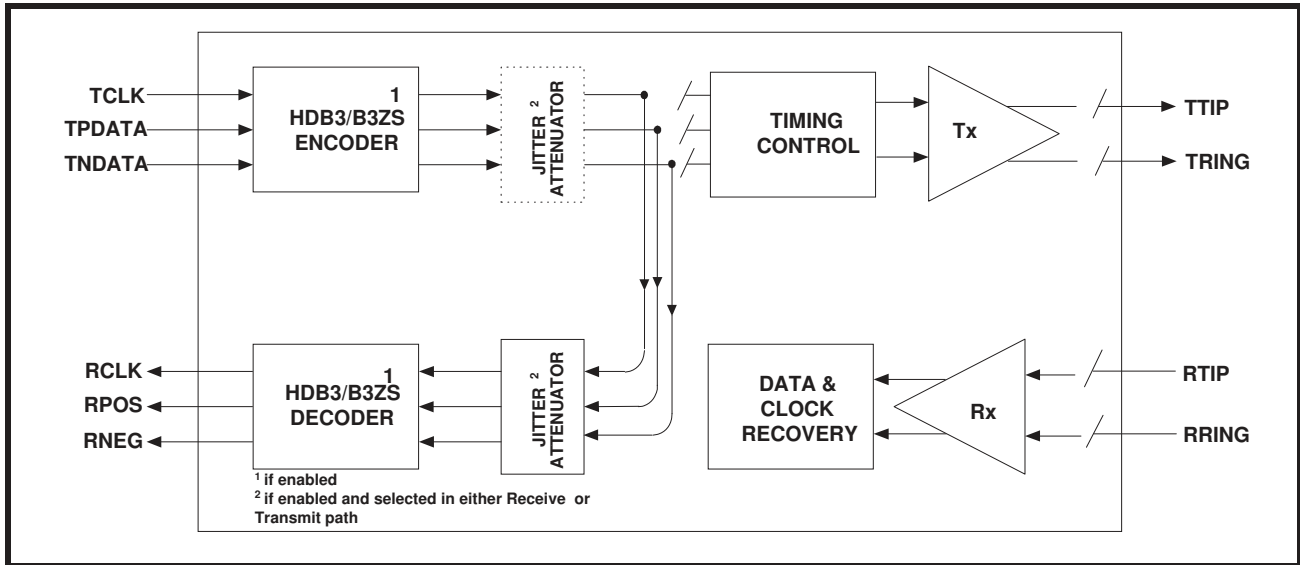 TCLK
TPDATA
TNDATA
1
HDB3/B3ZS
ENCODER
JITTER 2
ATTENUATOR
TIMING
CONTROL
Tx
TTIP
TRING
RCLK
RPOS
RNEG
1
HDB3/B3ZS
DECODER
JITTER 2
ATTENUATOR
DATA &
CLOCK
RECOVERY
Rx
RTIP
RRING
1 if enabled
2 if enabled and selected in either Receive or
Transmit path